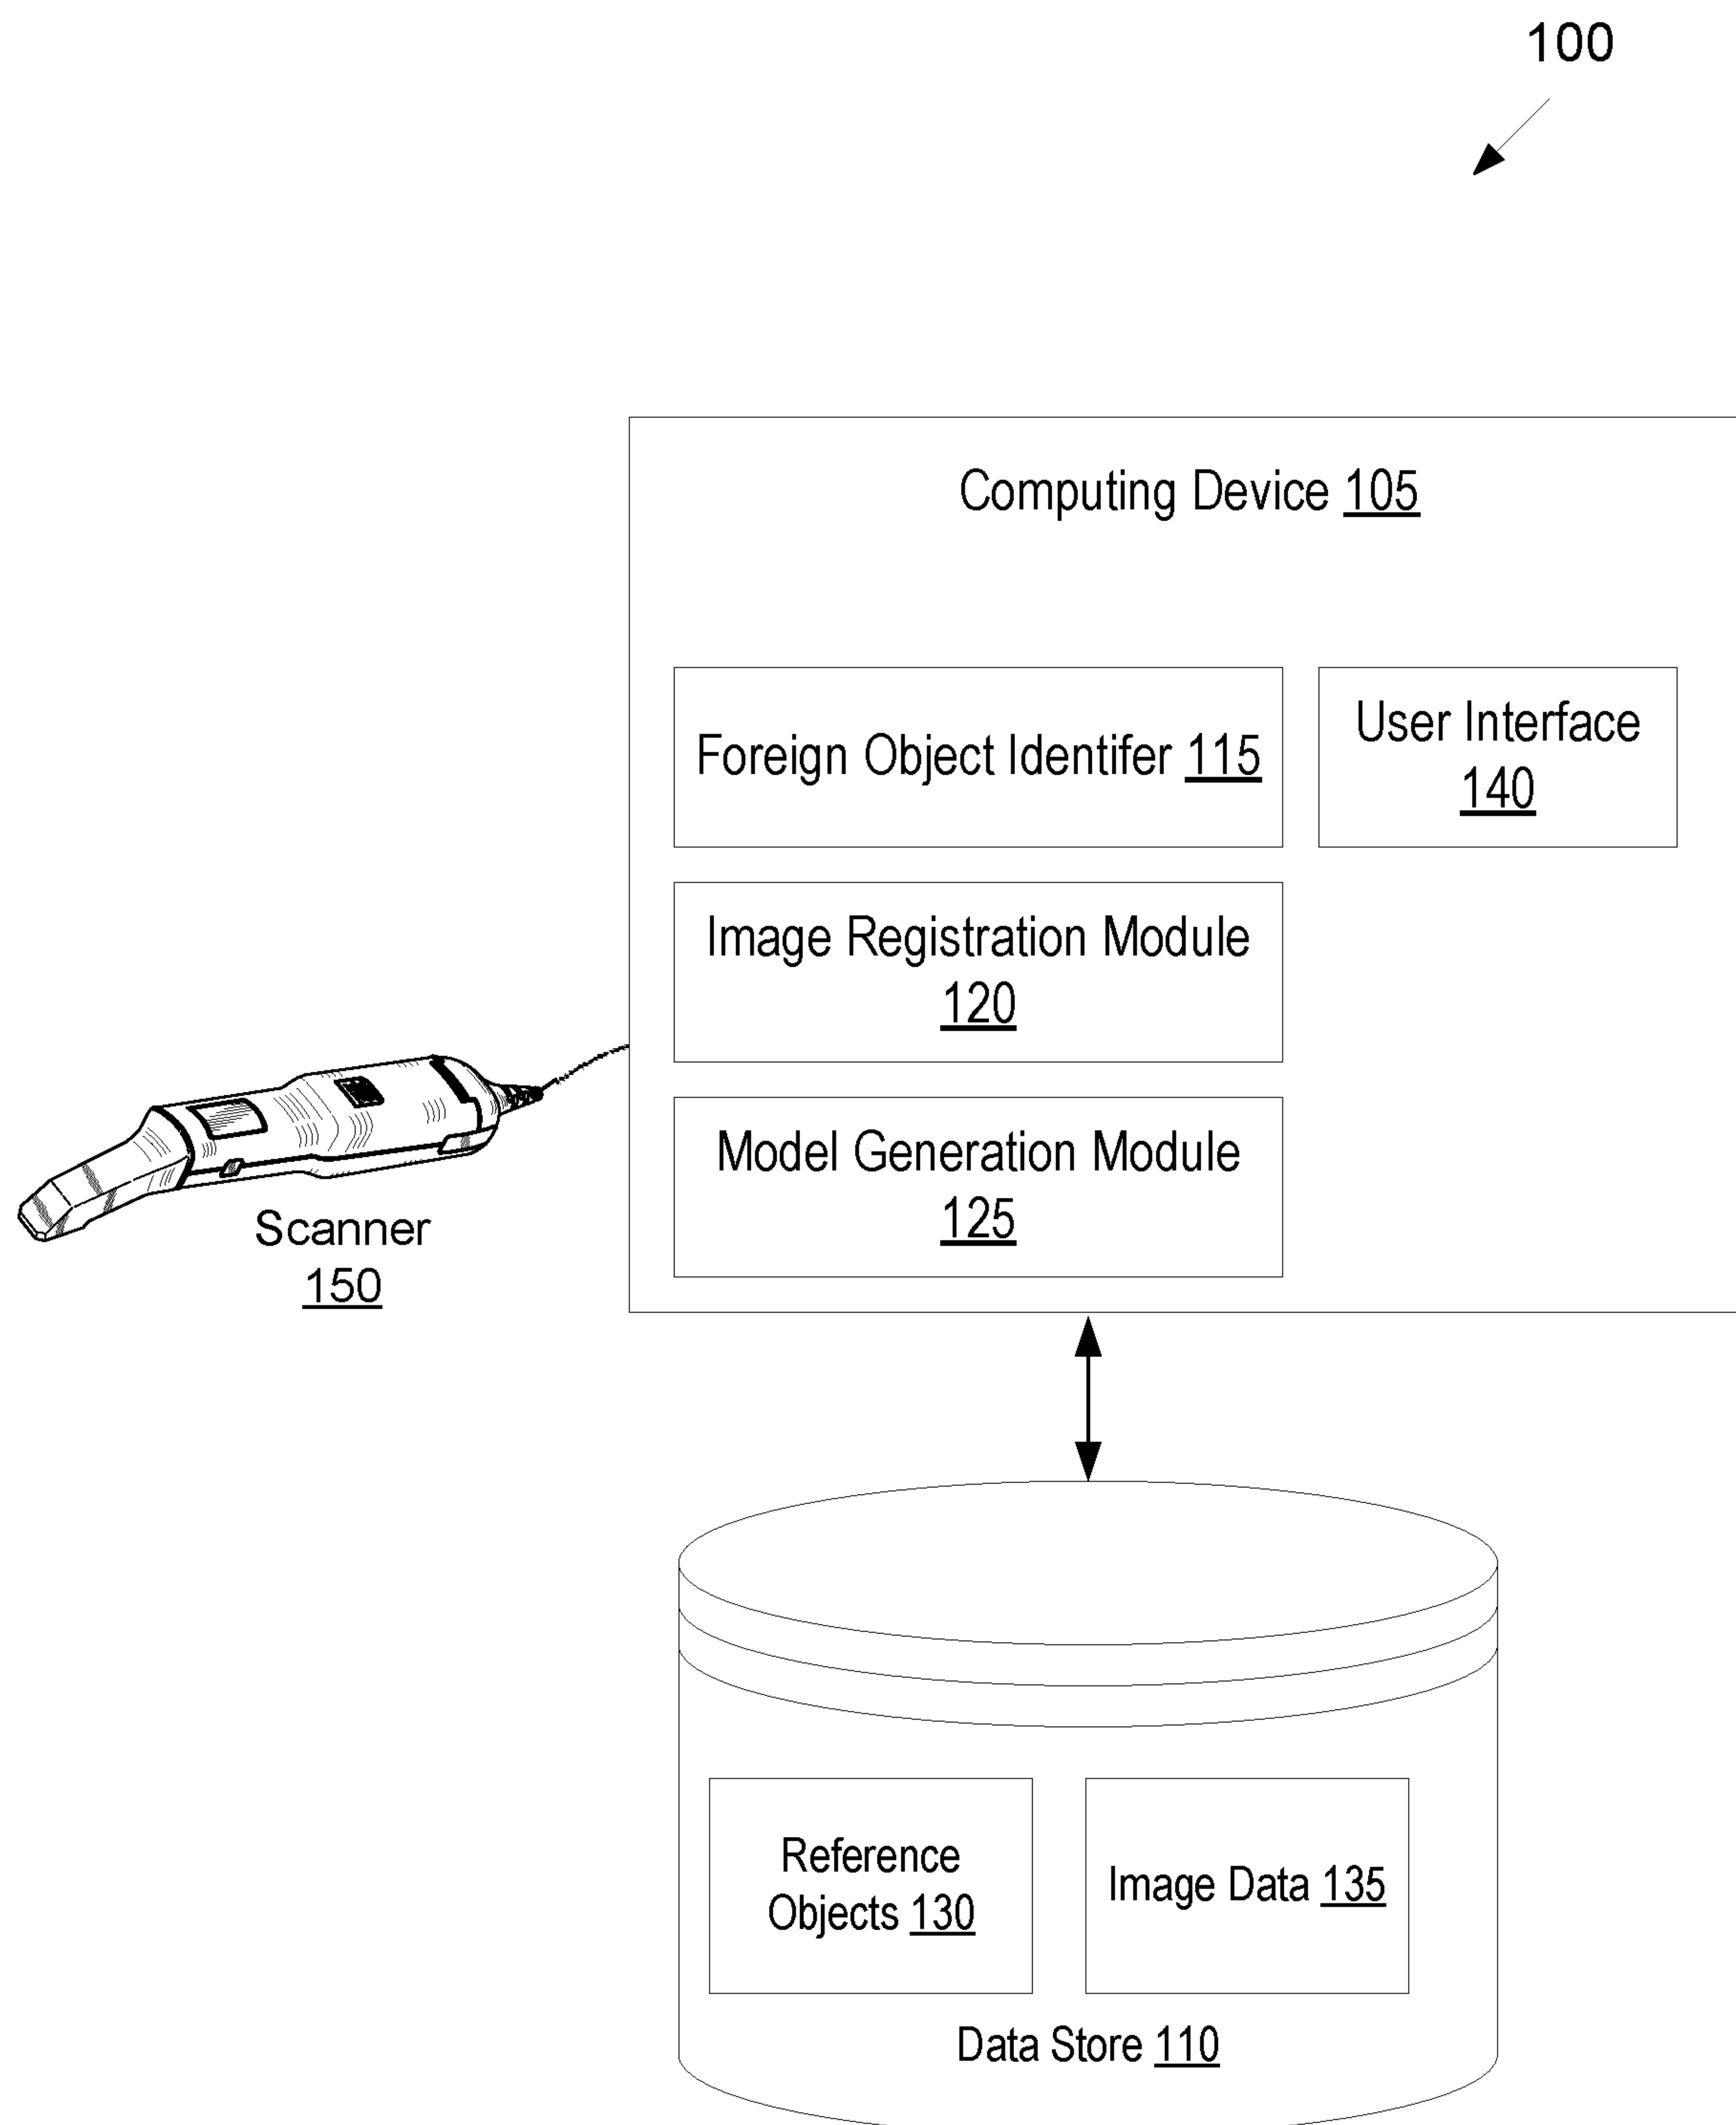 100
Computing Device 105
Foreign Object Identifer 115
User Interface
140
Image Registration Module
120
Model Generation Module
125
Scanner
150
Reference
Objects 130
Image Data 135
Data Store 110